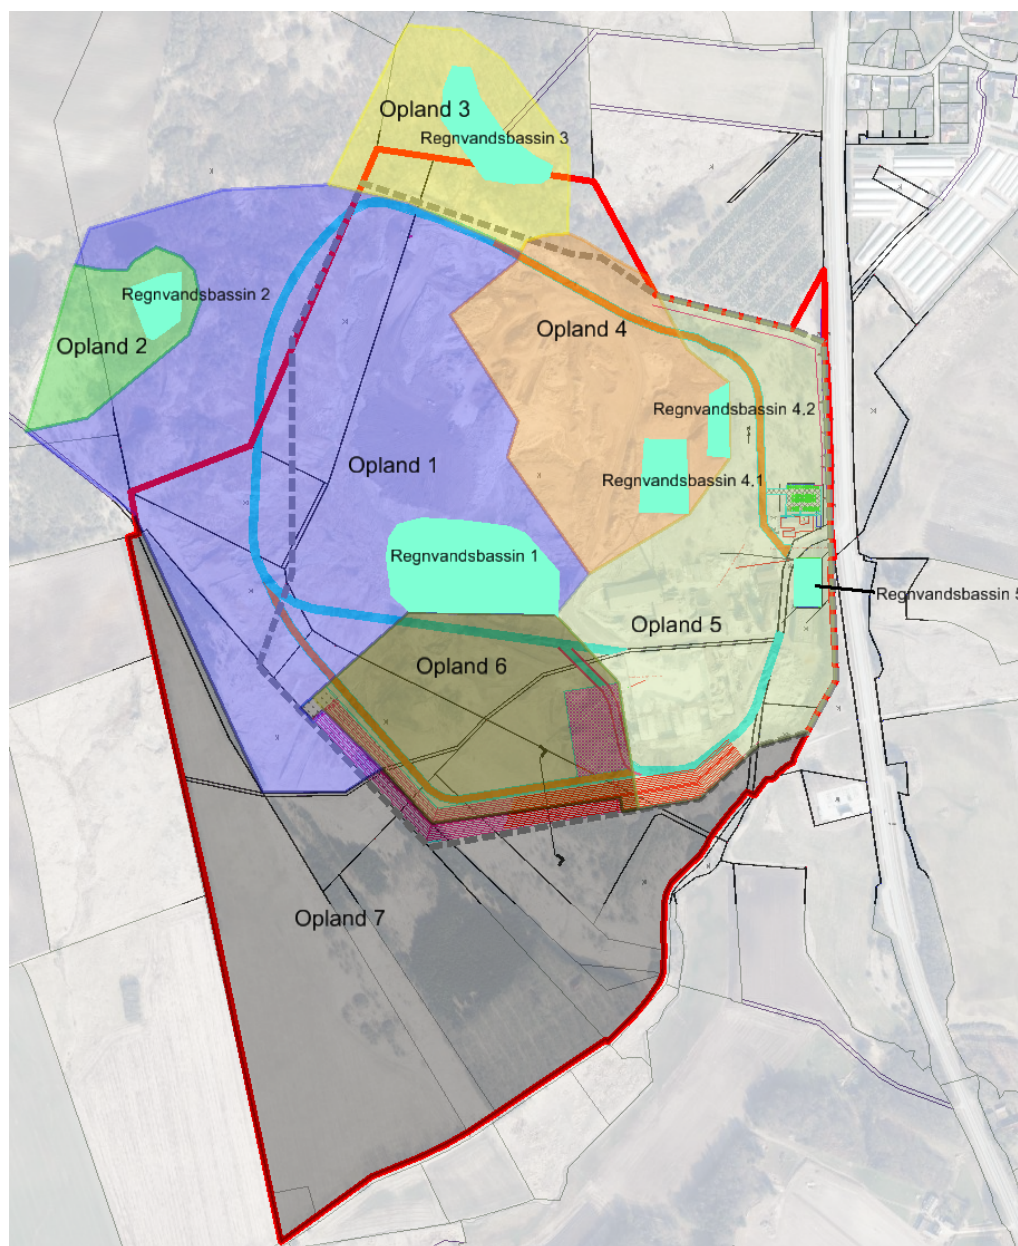 Opland 3
Regnvandsbassin 3
Regnvandsbassin 2
Opland 2
Opland 4
Regnvandsbassin 4.2
Opland 1
Regnvandsbassin 4.1
Regnvandsbassin 1
Regnvandsbassin 5
Opland 5
Opland 6
Opland 7